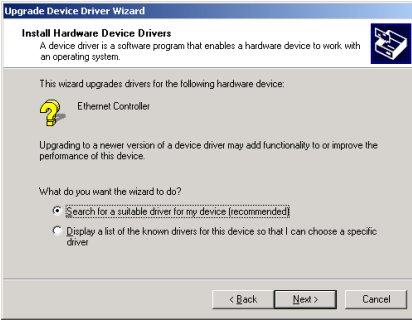 Upgrade Device Driver Wizard
Install Hardware Device Drivers
A device driver is a software program that enables a hardware device to work with
an operating system.
This wizard upgrades drivers for the following hardware device:
Ethernet Controller
Upgrading to a newer version of a device driver may add functionality to or improve the
performance of this device.
What do you want the wizard to do?
Search for a suitable driver for my device (recommended)
Display a list of the known drivers for this device so that I can choose a specific
driver
< Back Next > Cancel